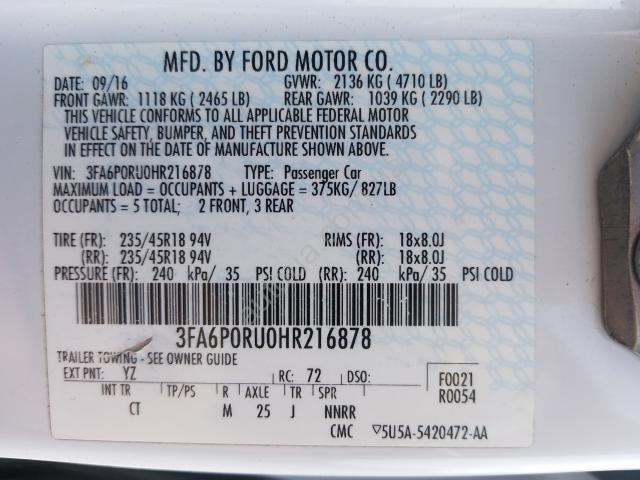 MFD. BY FORD MOTOR CO.
DATE: 09/16 GVWR: 2136 KG ( 4710 LB)
FRONT GAWR: 1118 KG ( 2465 LB) REAR GAWR: 1039 KG ( 2290 LB)
THIS VEHICLE CONFORMS TO ALL APPLICABLE FEDERAL MOTOR
VEHICLE SAFETY, BUMPER, AND THEFT PREVENTION STANDARDS
IN EFFECT ON THE DATE OF MANUFACTURE SHOWN ABOVE.
VIN: 3FA6P0RU0HR216878 TYPE: Passenger Car
MAXIMUM LOAD = OCCUPANTS + LUGGAGE = 375KG/ 827LB
OCCUPANTS = 5 TOTAL; 2 FRONT, 3 REAR
TIRE (FR): 235/45R18 94V RIMS (FR): 18x8.0J
(RR): 235/45R18 94V (RR): 18x8.0J
PRESSURE (FR): 240 kPa/ 35 PSI COLD (RR): 240 kPa/ 35 PSI COLD
3FA6P0RU0HR216878
TRAILER TOWING - SEE OWNER GUIDE
EXT PNT: YZ RC: 72 DSO: F0021
INT TR TP/PS R AXLE TR SPR R0054
CT M 25 J NNRR
CMC ▽5U5A-5420472-AA